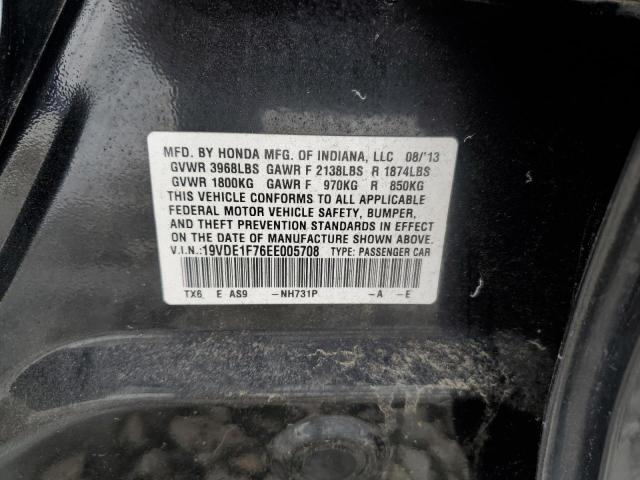 MFD. BY HONDA MFG. OF INDIANA, LLC 08/'13
GVWR 3968LBS GAWR F 2138LBS R 1874LBS
GVWR 1800KG GAWR F 970KG R 850KG
THIS VEHICLE CONFORMS TO ALL APPLICABLE
FEDERAL MOTOR VEHICLE SAFETY, BUMPER,
AND THEFT PREVENTION STANDARDS IN EFFECT
ON THE DATE OF MANUFACTURE SHOWN ABOVE.
V.I.N.:19VDE1F76EE005708 TYPE: PASSENGER CAR
TX6 E AS9 -NH731P -A -E